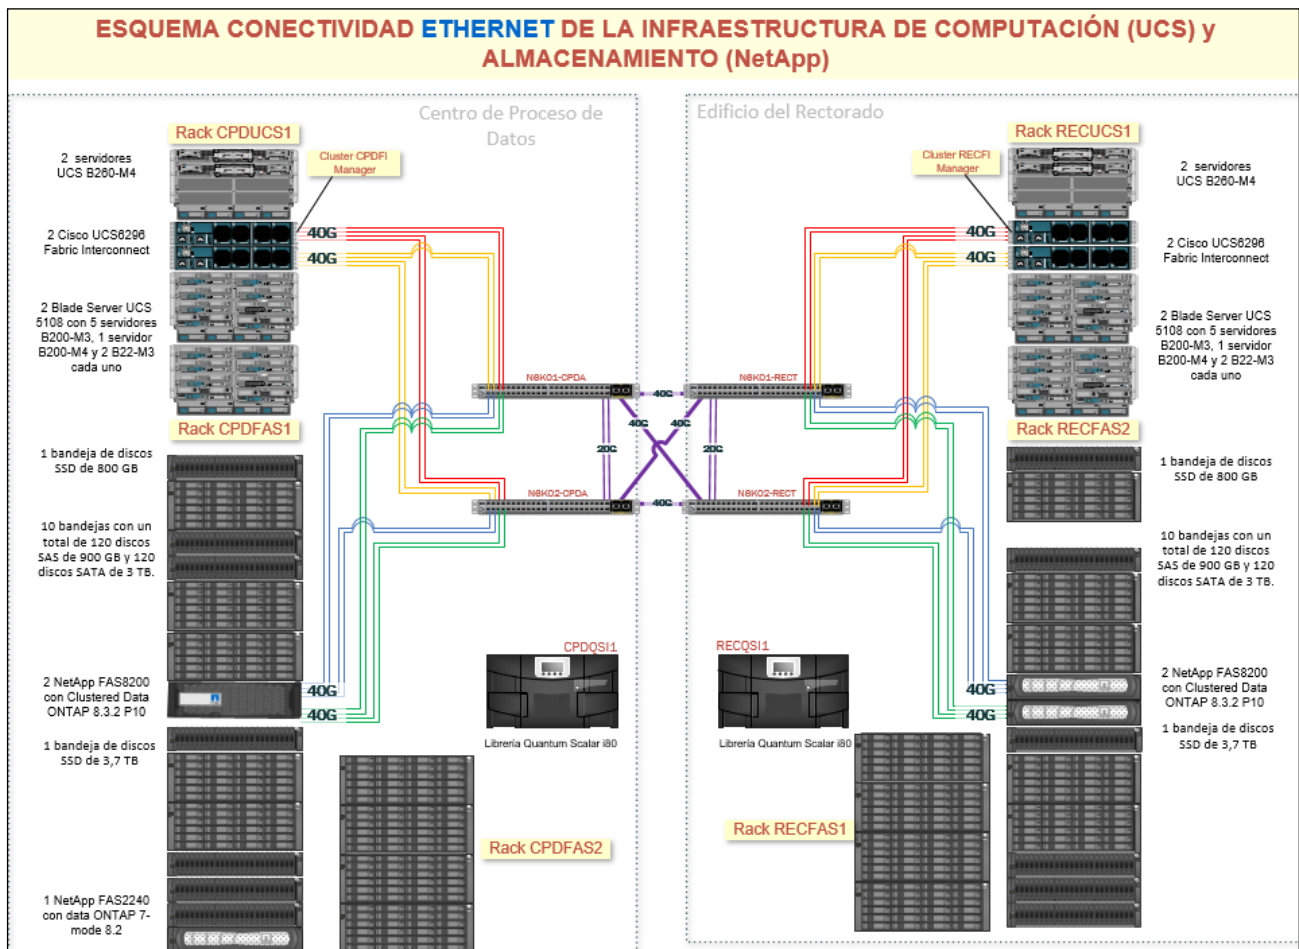 ESQUEMA CONECTIVIDAD ETHERNET DE LA INFRAESTRUCTURA DE COMPUTACIÓN (UCS) y
ALMACENAMIENTO (NetApp)
Centro de Proceso de
Datos
Rack CPDUCS1
2 servidores
UCS B260-M4
Cluster CPDFI
Manager
2 Cisco UCS6296
Fabric Interconnect
40G
40G
2 Blade Server UCS
5108 con 5 servidores
B200-M3, 1 servidor
B200-M4 y 2 B22-M3
cada uno
N6K01-CPDA
Rack CPDFAS1
1 bandeja de discos
SSD de 800 GB
N6K02-CPDA
10 bandejas con un
total de 120 discos
SAS de 900 GB y 120
discos SATA de 3 TB.
2 NetApp FAS8200
con Clustered Data
ONTAP 8.3.2 P10
40G
40G
CPDQSI1
Librería Quantum Scalar i80
1 bandeja de discos
SSD de 3,7 TB
Rack CPDFAS2
1 NetApp FAS2240
con data ONTAP 7-
mode 8.2
40G
40G
40G
20G
20G
40G
Edificio del Rectorado
Rack RECUCS1
Cluster RECFI
Manager
2 servidores
UCS B260-M4
40G
40G
2 Cisco UCS6296
Fabric Interconnect
2 Blade Server UCS
5108 con 5 servidores
B200-M3, 1 servidor
B200-M4 y 2 B22-M3
cada uno
N6K01-RECT
Rack RECFAS2
1 bandeja de discos
SSD de 800 GB
N6K02-RECT
10 bandejas con un
total de 120 discos
SAS de 900 GB y 120
discos SATA de 3 TB.
RECQSI1
Librería Quantum Scalar i80
40G
40G
2 NetApp FAS8200
con Clustered Data
ONTAP 8.3.2 P10
1 bandeja de discos
SSD de 3,7 TB
Rack RECFAS1